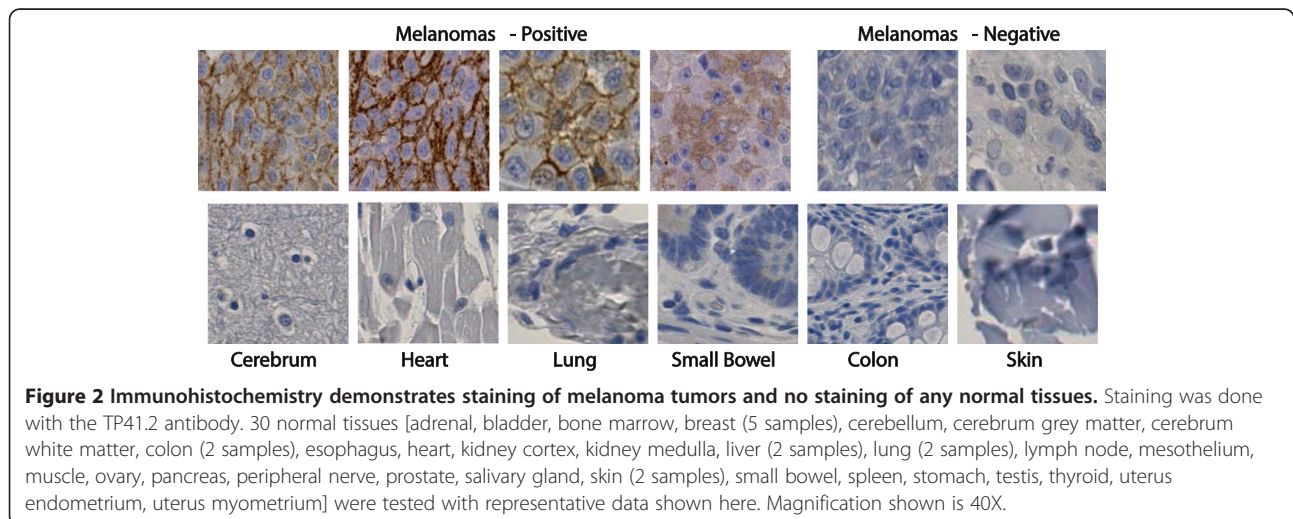 Melanomas - Positive
Melanomas - Negative
Cerebrum
Heart
Lung
Small Bowel
Colon
Skin
Figure 2 Immunohistochemistry demonstrates staining of melanoma tumors and no staining of any normal tissues. Staining was done
with the TP41.2 antibody. 30 normal tissues [adrenal, bladder, bone marrow, breast (5 samples), cerebellum, cerebrum grey matter, cerebrum
white matter, colon (2 samples), esophagus, heart, kidney cortex, kidney medulla, liver (2 samples), lung (2 samples), lymph node, mesothelium,
muscle, ovary, pancreas, peripheral nerve, prostate, salivary gland, skin (2 samples), small bowel, spleen, stomach, testis, thyroid, uterus
endometrium, uterus myometrium] were tested with representative data shown here. Magnification shown is 40X.